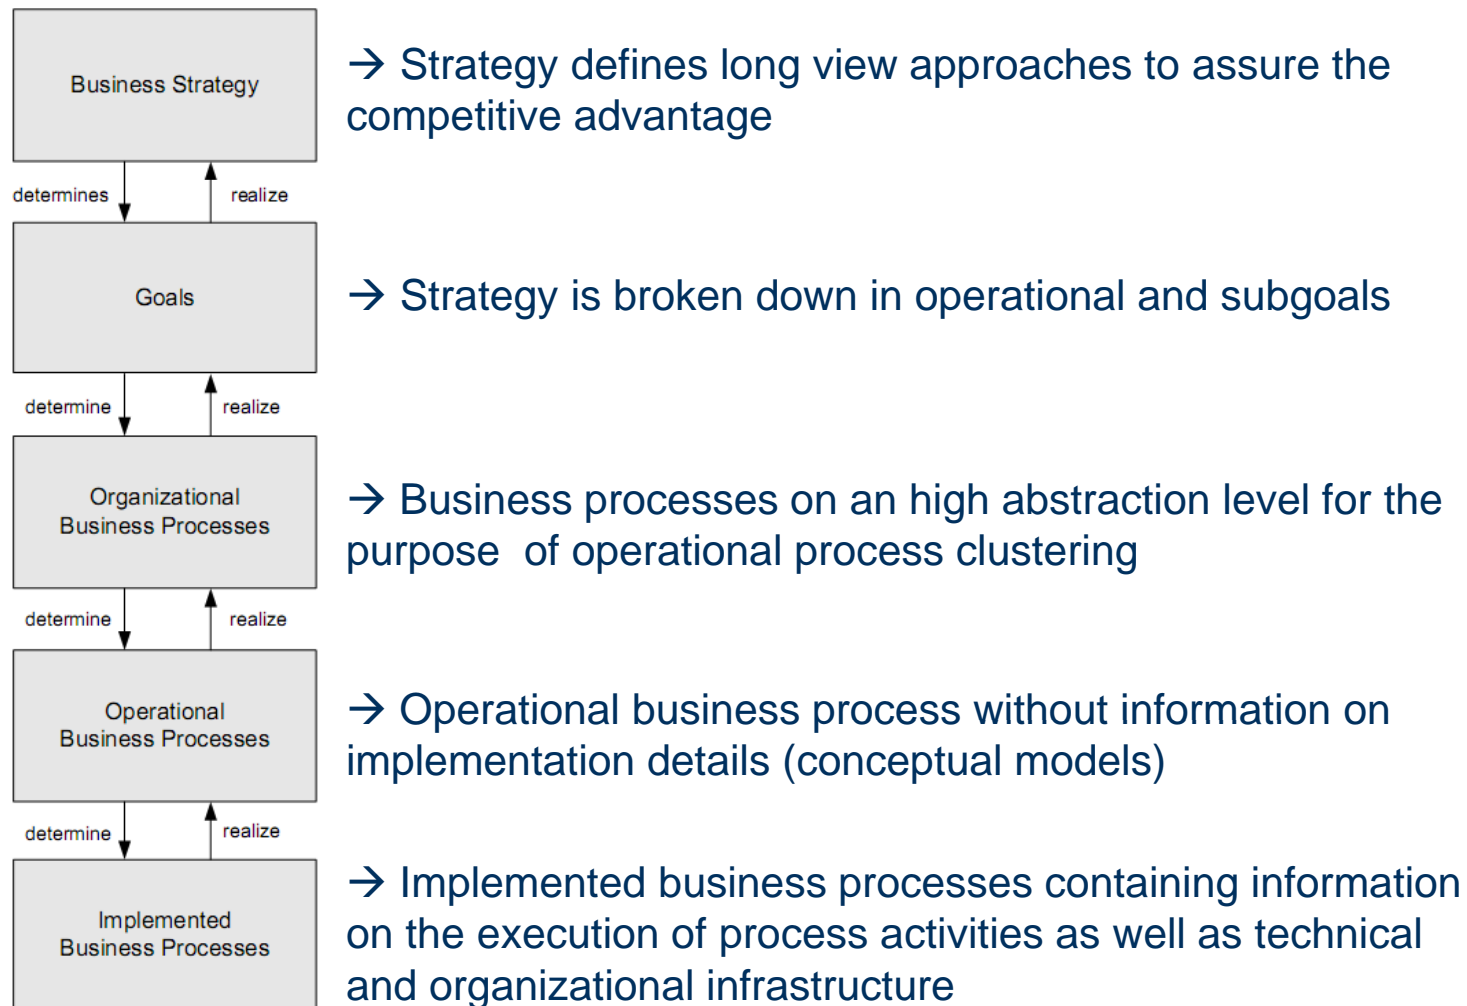 Business Strategy
→ Strategy defines long view approaches to assure the
competitive advantage
determines
realize
Goals
→ Strategy is broken down in operational and subgoals
determine
realize
Organizational
Business Processes
→ Business processes on an high abstraction level for the
purpose  of operational process clustering
determine
realize
Operational
Business Processes
→ Operational business process without information on
implementation details (conceptual models)
determine
realize
Implemented
Business Processes
→ Implemented business processes containing information
on the execution of process activities as well as technical
and organizational infrastructure